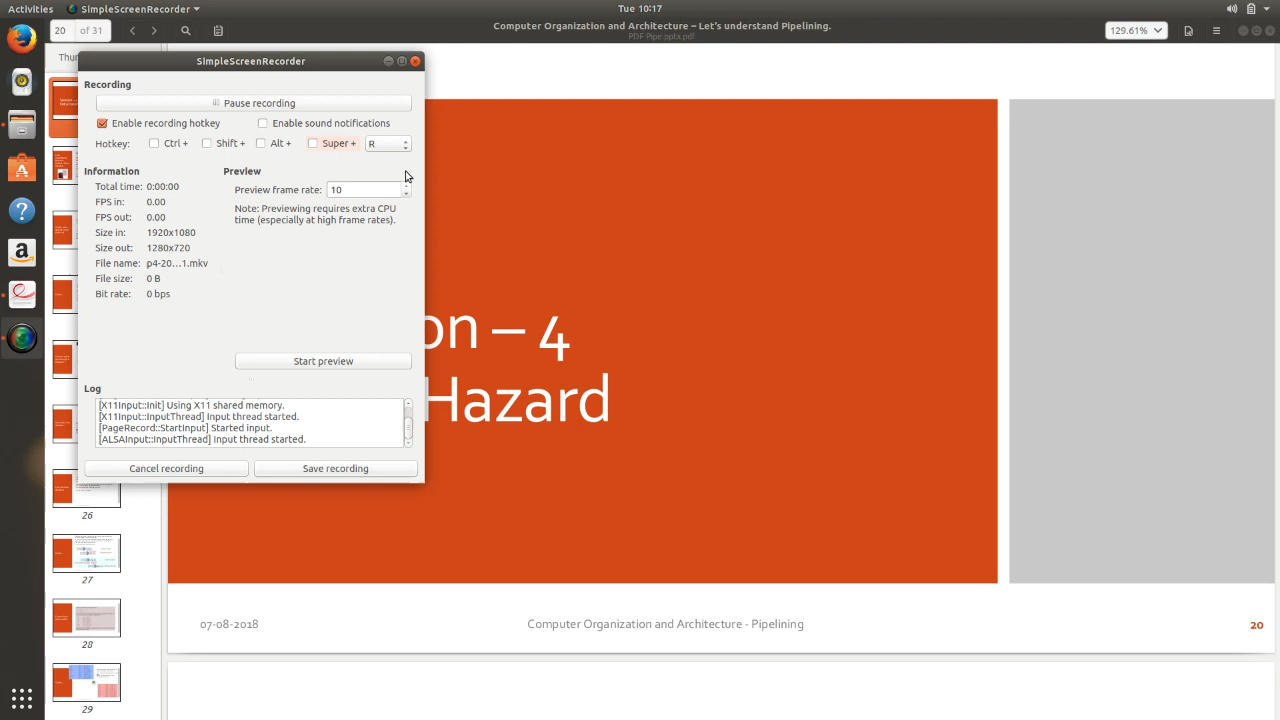 Activities
SimpleScreenRecorder
Tue 10:17
20 of 31
Computer Organization and Architecture – Let's understand Pipelining.
PDF Pipe.pptx.pdf
129.61%
Thu
SimpleScreenRecorder
Recording
Pause recording
Enable recording hotkey
Enable sound notifications
Hotkey:
Ctrl +
Shift +
Alt +
Super +
R
Information
Total time: 0:00:00
FPS in: 0.00
FPS out: 0.00
Size in: 1920x1080
Size out: 1280x720
File name: p4-20...1.mkv
File size: 0 B
Bit rate: 0 bps
Preview
Preview frame rate: 10
Note: Previewing requires extra CPU
time (especially at high frame rates).
Start preview
Log
[X11Input::Init] Using X11 shared memory.
[X11Input::InputThread] Input thread started.
[PageRecord::StartInput] Started input.
[ALSAInput::InputThread] Input thread started.
Cancel recording
Save recording
on – 4
Hazard
26
27
28
29
07-08-2018
Computer Organization and Architecture - Pipelining
20